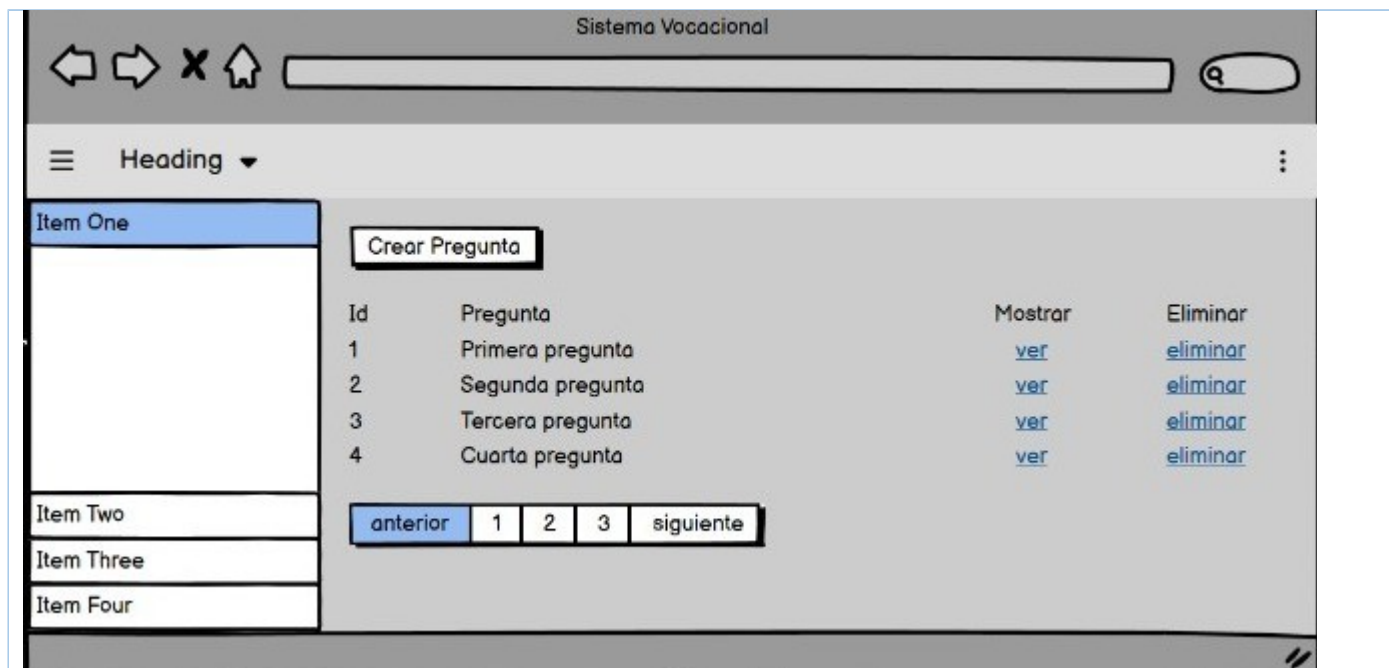 Sistema Vocacional
Heading
Item One
Crear Pregunta
Id Pregunta Mostrar Eliminar
1 Primera pregunta ver eliminar
2 Segunda pregunta ver eliminar
3 Tercera pregunta ver eliminar
4 Cuarta pregunta ver eliminar
Item Two
anterior 1 2 3 siguiente
Item Three
Item Four